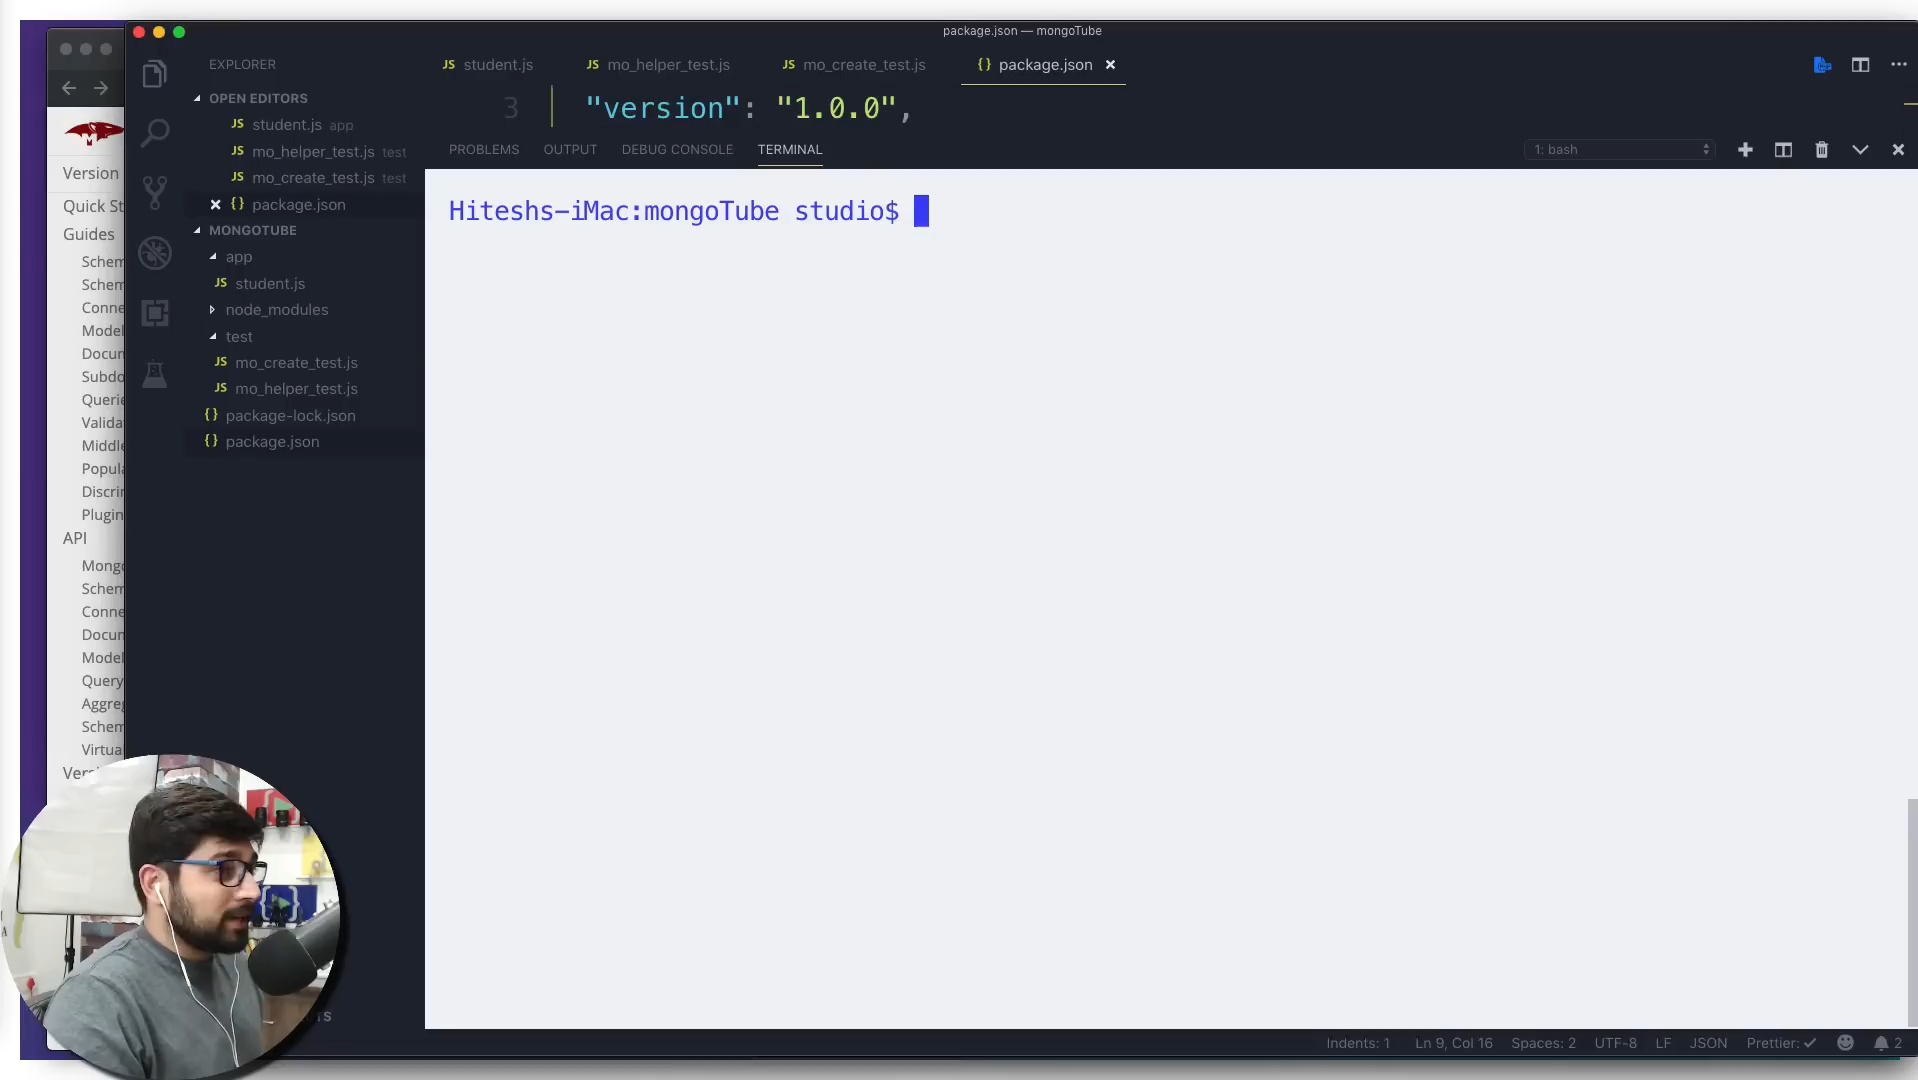 package.json — mongoTube
EXPLORER
OPEN EDITORS
JS student.js app
JS mo_helper_test.js test
JS mo_create_test.js test
{} package.json
MONGOTUBE
app
JS student.js
node_modules
test
JS mo_create_test.js
JS mo_helper_test.js
{} package-lock.json
{} package.json
JS student.js
JS mo_helper_test.js
JS mo_create_test.js
{} package.json
3 "version": "1.0.0",
PROBLEMS OUTPUT DEBUG CONSOLE TERMINAL
1: bash
Hiteshs-iMac:mongoTube studio$
Version
Quick St
Guides
Schem
Schem
Conne
Model
Docum
Subdo
Querie
Valida
Middle
Popula
Discrin
Plugin
API
Mongo
Schem
Conne
Docum
Model
Query
Aggreg
Schem
Virtua
Vers
TS
Indents: 1 Ln 9, Col 16 Spaces: 2 UTF-8 LF JSON Prettier: ✓ 2